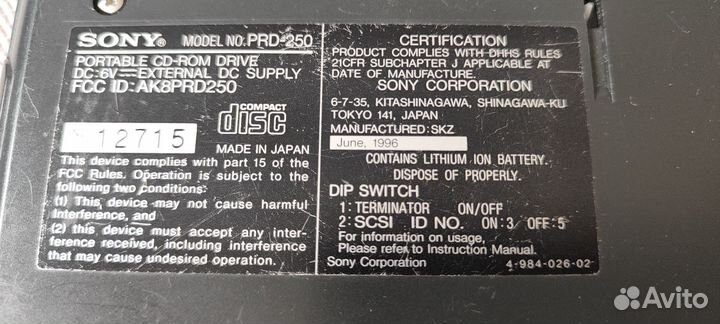 SONY® MODEL NO. PRD-250
PORTABLE CD-ROM DRIVE
DC: 6V⎓EXTERNAL DC SUPPLY
FCC ID: AK8PRD250
COMPACT
disc
12715
MADE IN JAPAN
This device complies with part 15 of the
FCC Rules. Operation is subject to the
following two conditions:
(1) This device may not cause harmful
Interference, and
(2) this device must accept any inter-
ference received, including interference
that may cause undesired operation.
CERTIFICATION
PRODUCT COMPLIES WITH DHHS RULES
21CFR SUBCHAPTER J APPLICABLE AT
DATE OF MANUFACTURE.
SONY CORPORATION
6-7-35, KITASHINAGAWA, SHINAGAWA-KU
TOKYO 141, JAPAN
MANUFACTURED: SKZ
June, 1996
CONTAINS LITHIUM ION BATTERY.
DISPOSE OF PROPERLY.
DIP SWITCH
1: TERMINATOR ON/OFF
2: SCSI ID NO. ON:3/OFF:5
For information on usage,
Please refer to Instruction Manual.
Sony Corporation 4-984-026-02
Avito